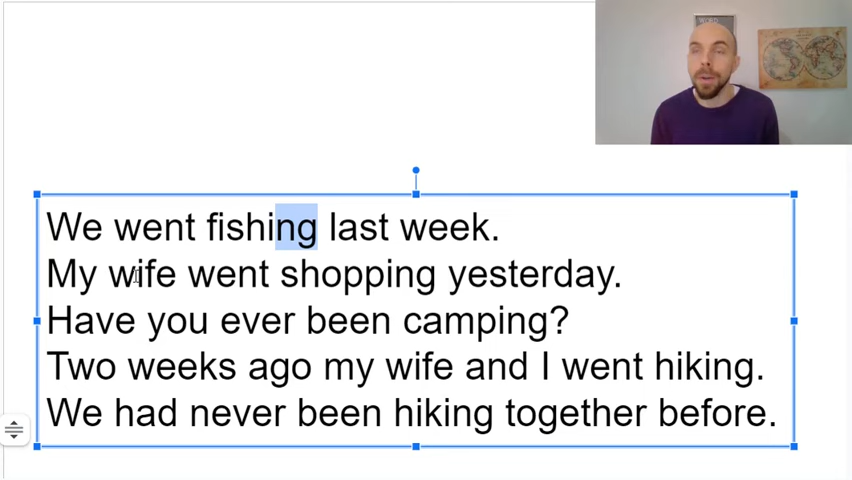 We went fishing last week.
My wife went shopping yesterday.
Have you ever been camping?
Two weeks ago my wife and I went hiking.
We had never been hiking together before.